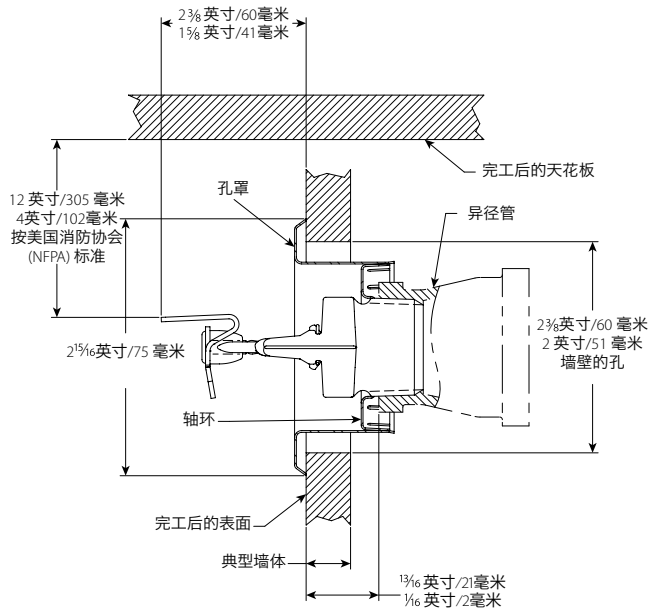 2⅜ 英寸/60毫米
1⅝ 英寸/41毫米
完工后的天花板
孔罩
异径管
12 英寸/305 毫米
4英寸/102毫米
按美国消防协会
(NFPA) 标准
2⅜英寸/60 毫米
2 英寸/51 毫米
墙壁的孔
2¹⁵⁄₁₆英寸/75 毫米
轴环
完工后的表面
典型墙体
¹³⁄₁₆ 英寸/21毫米
¹⁄₁₆ 英寸/2毫米